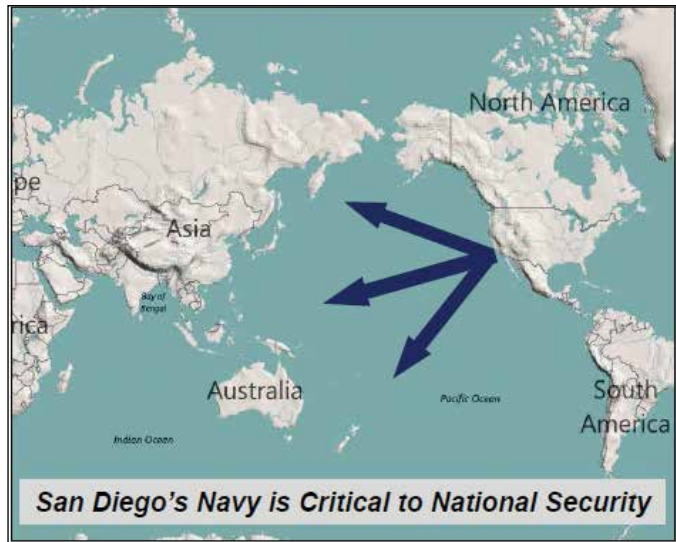 North America
pe
Asia
Bay of
Bengal
rica
Australia
Pacific Ocean
South
America
Indian Ocean
San Diego's Navy is Critical to National Security